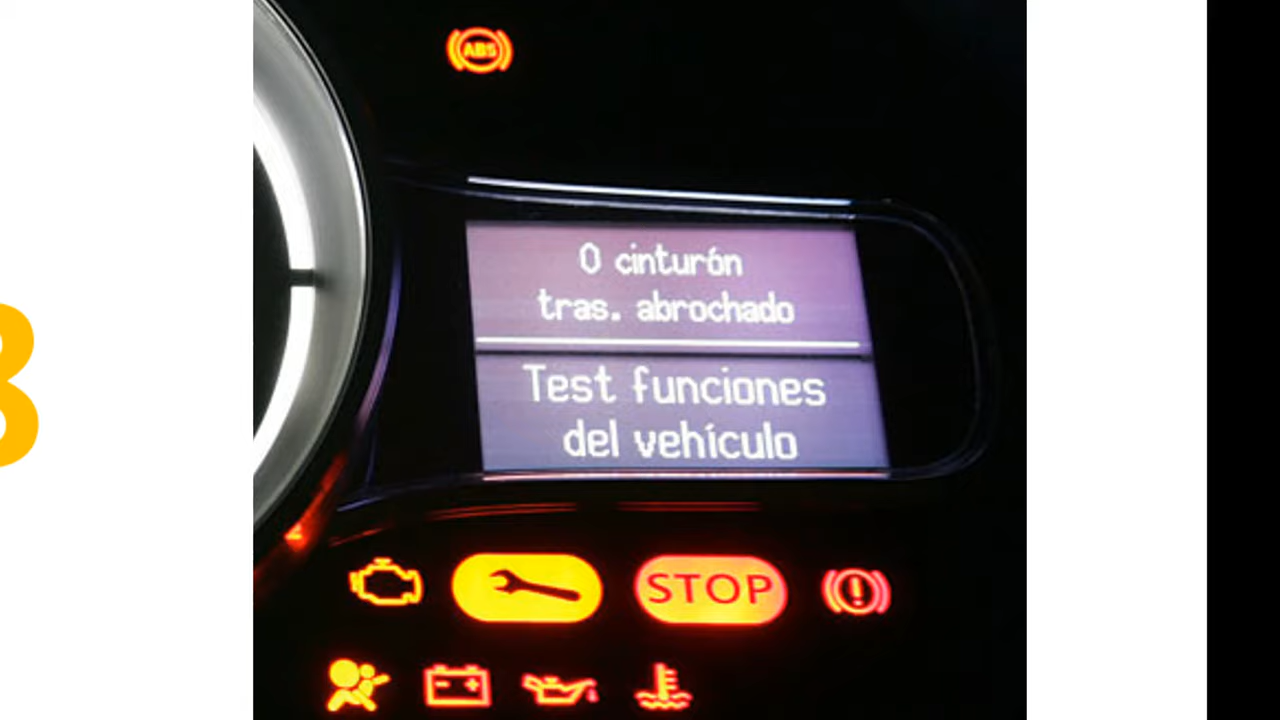 ABS
0 cinturón
tras. abrochado
Test funciones
del vehículo
STOP